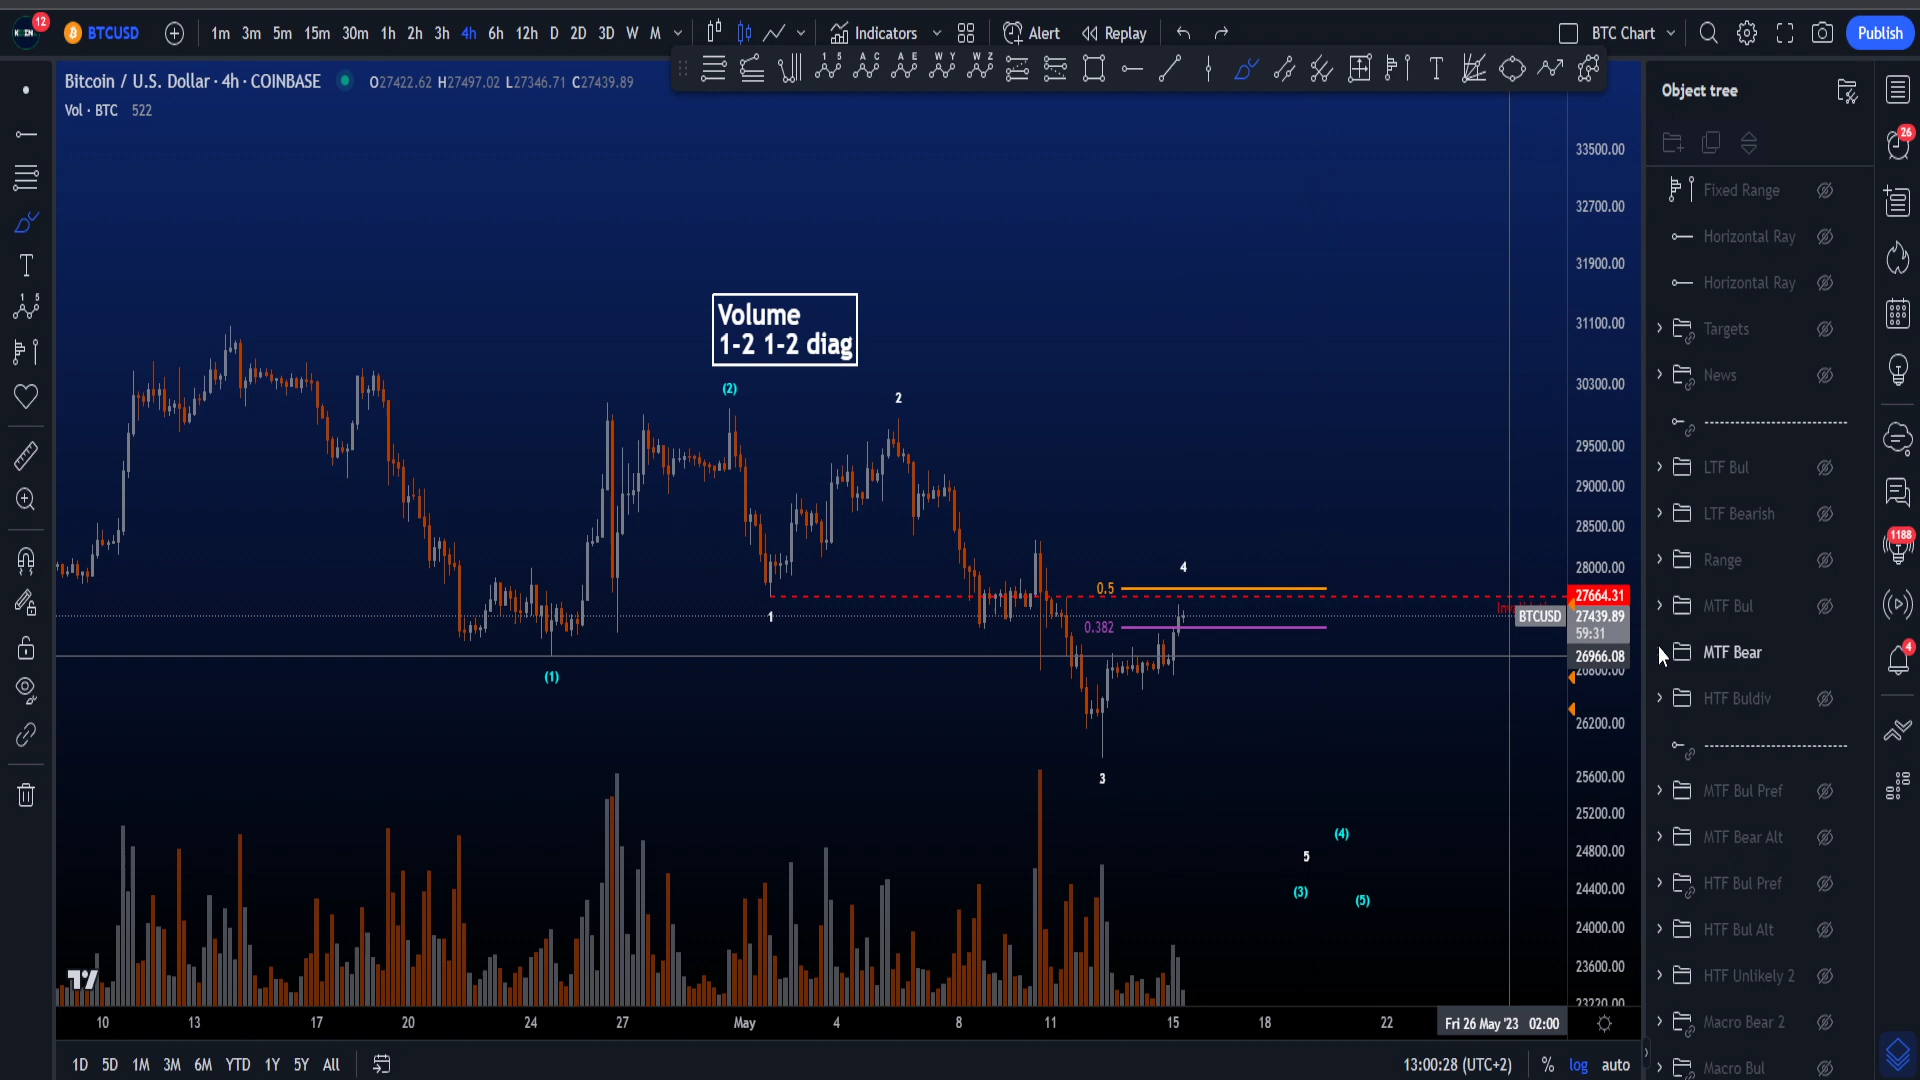 12
BTCUSD
1m 3m 5m 15m 30m 1h 2h 3h 4h 6h 12h D 2D 3D W M
Indicators
Alert
Replay
BTC Chart
Publish
Bitcoin / U.S. Dollar · 4h · COINBASE
O27422.62 H27497.02 L27346.71 C27439.89
Vol · BTC 522
Object tree
26
Fixed Range
Horizontal Ray
Horizontal Ray
Targets
News
LTF Bul
LTF Bearish
Range
MTF Bul
MTF Bear
HTF Buldiv
MTF Bul Pref
MTF Bear Alt
HTF Bul Pref
HTF Bul Alt
HTF Unlikely 2
Macro Bear 2
Macro Bul
1188
4
Volume
1-2 1-2 diag
(2)
2
1
(1)
0.5
0.382
4
3
5
(3)
(4)
(5)
33500.00
32700.00
31900.00
31100.00
30300.00
29500.00
29000.00
28500.00
28000.00
27664.31
BTCUSD
27439.89
59:31
26966.08
26200.00
25600.00
25200.00
24800.00
24400.00
24000.00
23600.00
23220.00
10 13 17 20 24 27 May 4 8 11 15 18 22
Fri 26 May '23 02:00
1D 5D 1M 3M 6M YTD 1Y 5Y All
13:00:28 (UTC+2)
%
log
auto